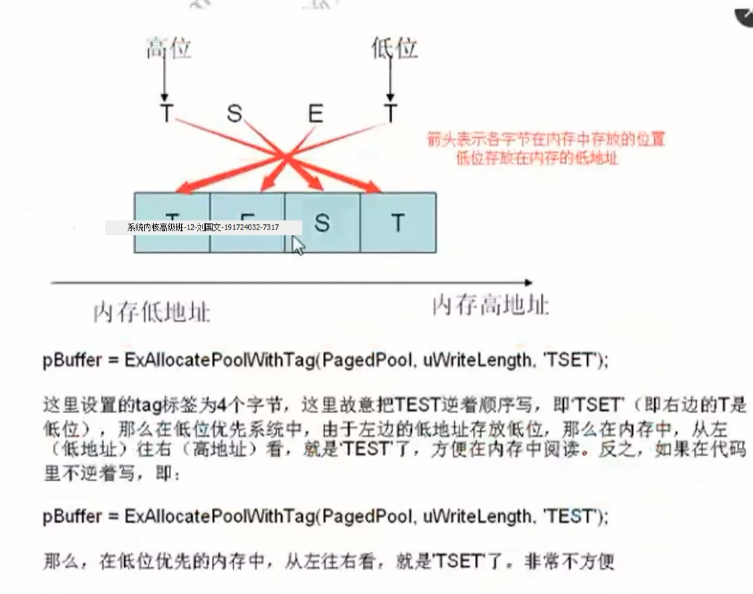 高位 低位
T S E T
箭头表示各字节在内存中存放的位置
低位存放在内存的低地址
S T
系统内核高级班-12-刘国文-191724032-7317
内存低地址 内存高地址
pBuffer = ExAllocatePoolWithTag(PagedPool, uWriteLength, 'TSET');
这里设置的tag标签为4个字节，这里故意把TEST逆着顺序写，即'TSET'（即右边的T是
低位），那么在低位优先系统中，由于左边的低地址存放低位，那么在内存中，从左
（低地址）往右（高地址）看，就是'TEST'了，方便在内存中阅读。反之，如果在代码
里不逆着写，即：
pBuffer = ExAllocatePoolWithTag(PagedPool, uWriteLength, 'TEST');
那么，在低位优先的内存中，从左往右看，就是'TSET'了。非常不方便